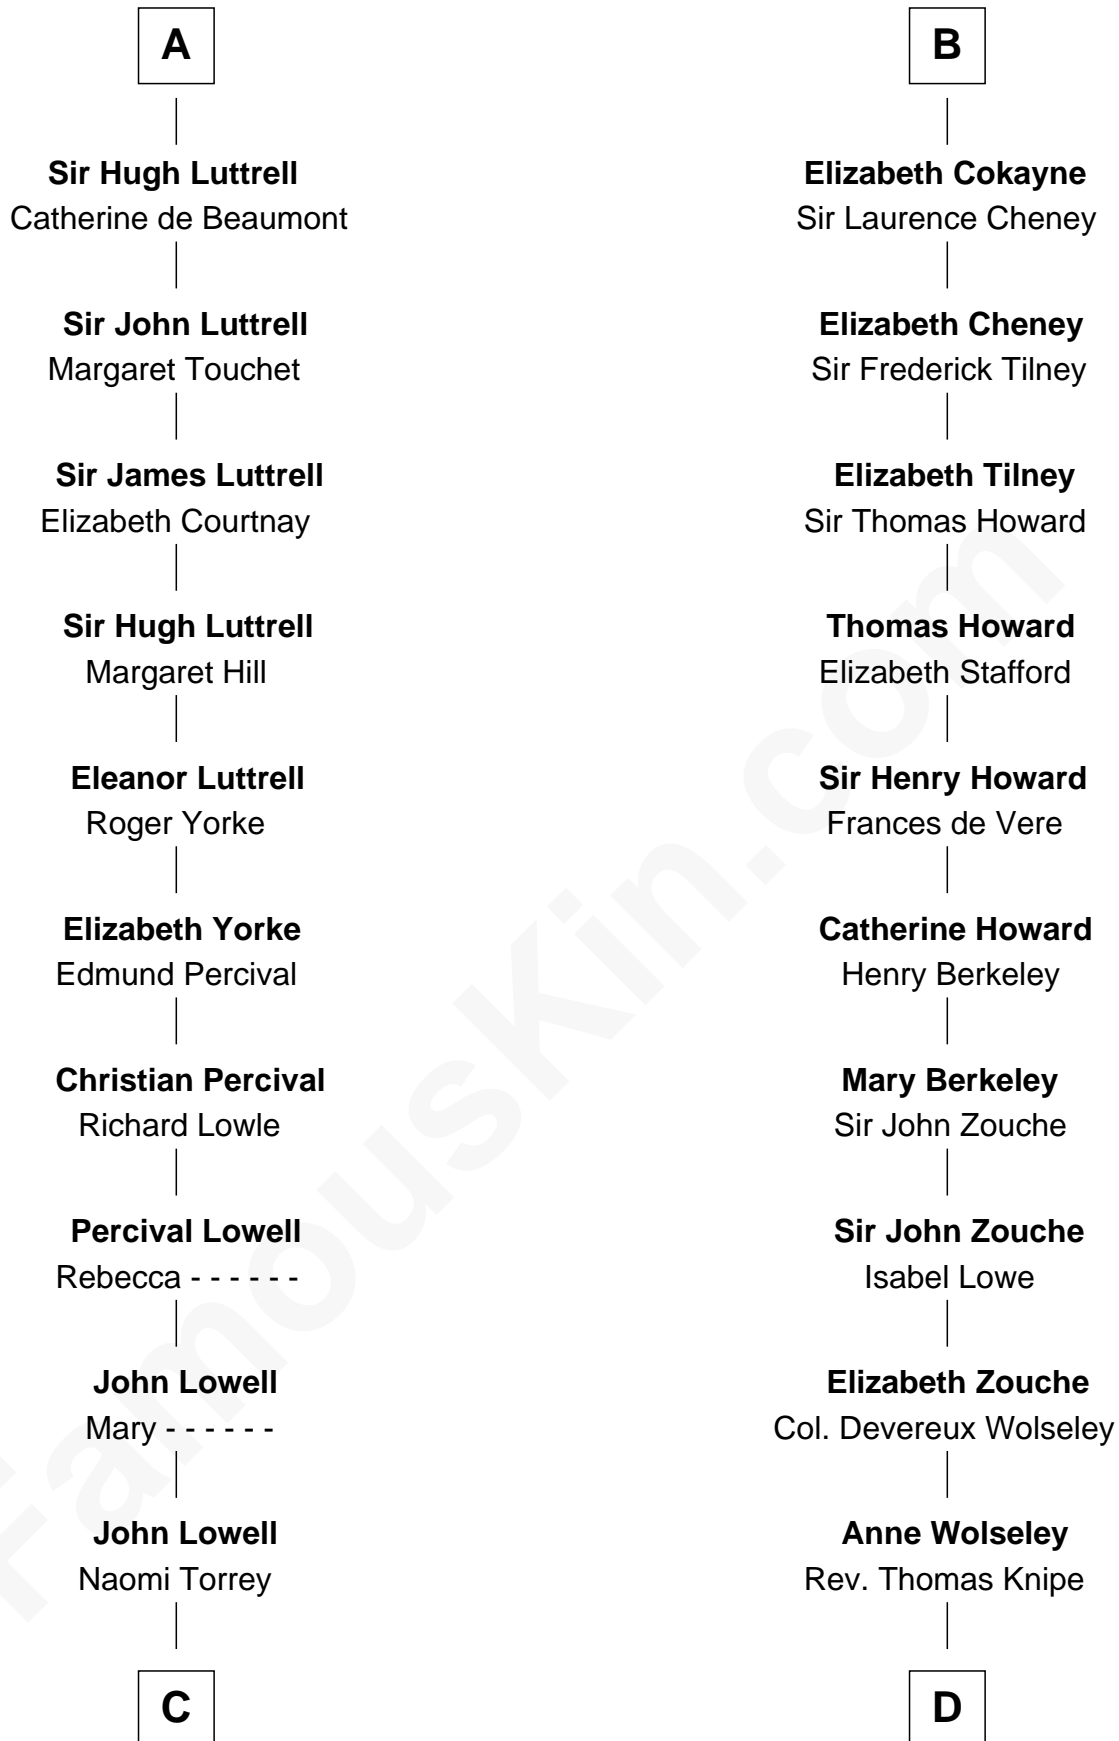 A
Sir Hugh Luttrell
Catherine de Beaumont
Sir John Luttrell
Margaret Touchet
Sir James Luttrell
Elizabeth Courtnay
Sir Hugh Luttrell
Margaret Hill
Eleanor Luttrell
Roger Yorke
Elizabeth Yorke
Edmund Percival
Christian Percival
Richard Lowle
Percival Lowell
Rebecca - - - - - -
John Lowell
Mary - - - - - -
John Lowell
Naomi Torrey
C
B
Elizabeth Cokayne
Sir Laurence Cheney
Elizabeth Cheney
Sir Frederick Tilney
Elizabeth Tilney
Sir Thomas Howard
Thomas Howard
Elizabeth Stafford
Sir Henry Howard
Frances de Vere
Catherine Howard
Henry Berkeley
Mary Berkeley
Sir John Zouche
Sir John Zouche
Isabel Lowe
Elizabeth Zouche
Col. Devereux Wolseley
Anne Wolseley
Rev. Thomas Knipe
D
FamousKin.com